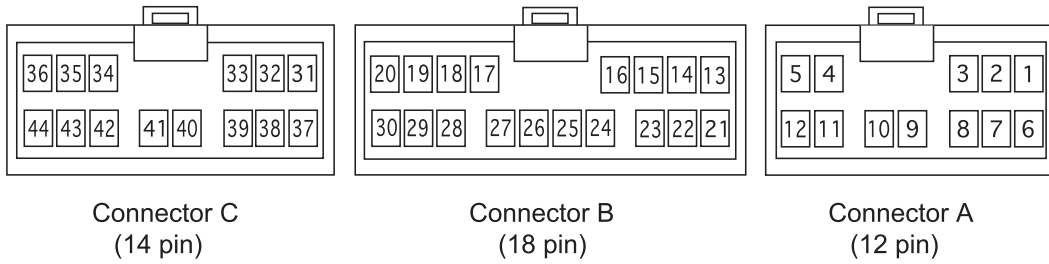 36 35 34 33 32 31
44 43 42 41 40 39 38 37
Connector C
(14 pin)
20 19 18 17 16 15 14 13
30 29 28 27 26 25 24 23 22 21
Connector B
(18 pin)
5 4 3 2 1
12 11 10 9 8 7 6
Connector A
(12 pin)